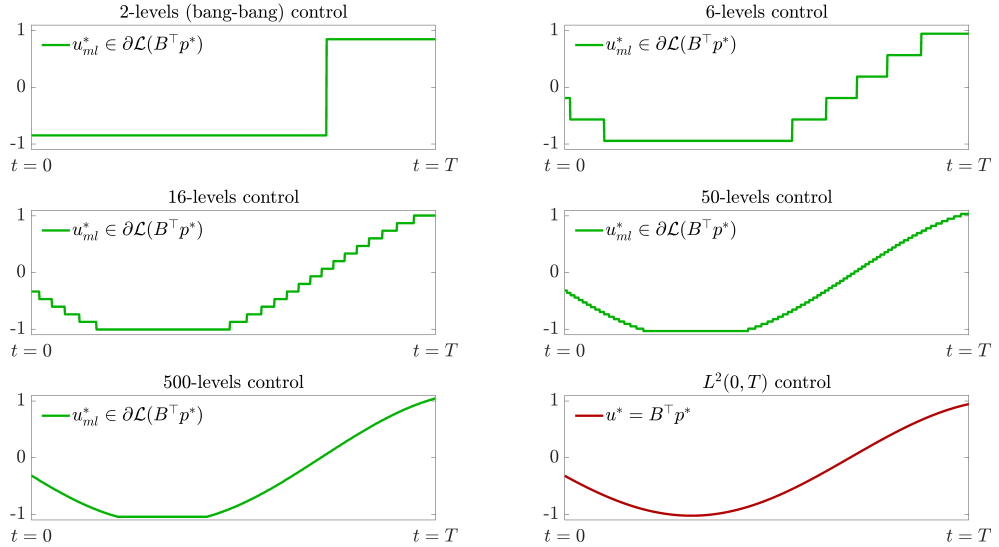 2-levels (bang-bang) control
1
0
-1
u*ml ∈ ∂ℒ(B⊤p*)
t = 0
t = T
6-levels control
1
0
-1
u*ml ∈ ∂ℒ(B⊤p*)
t = 0
t = T
16-levels control
1
0
-1
u*ml ∈ ∂ℒ(B⊤p*)
t = 0
t = T
50-levels control
1
0
-1
u*ml ∈ ∂ℒ(B⊤p*)
t = 0
t = T
500-levels control
1
0
-1
u*ml ∈ ∂ℒ(B⊤p*)
t = 0
t = T
L²(0, T) control
1
0
-1
u* = B⊤p*
t = 0
t = T